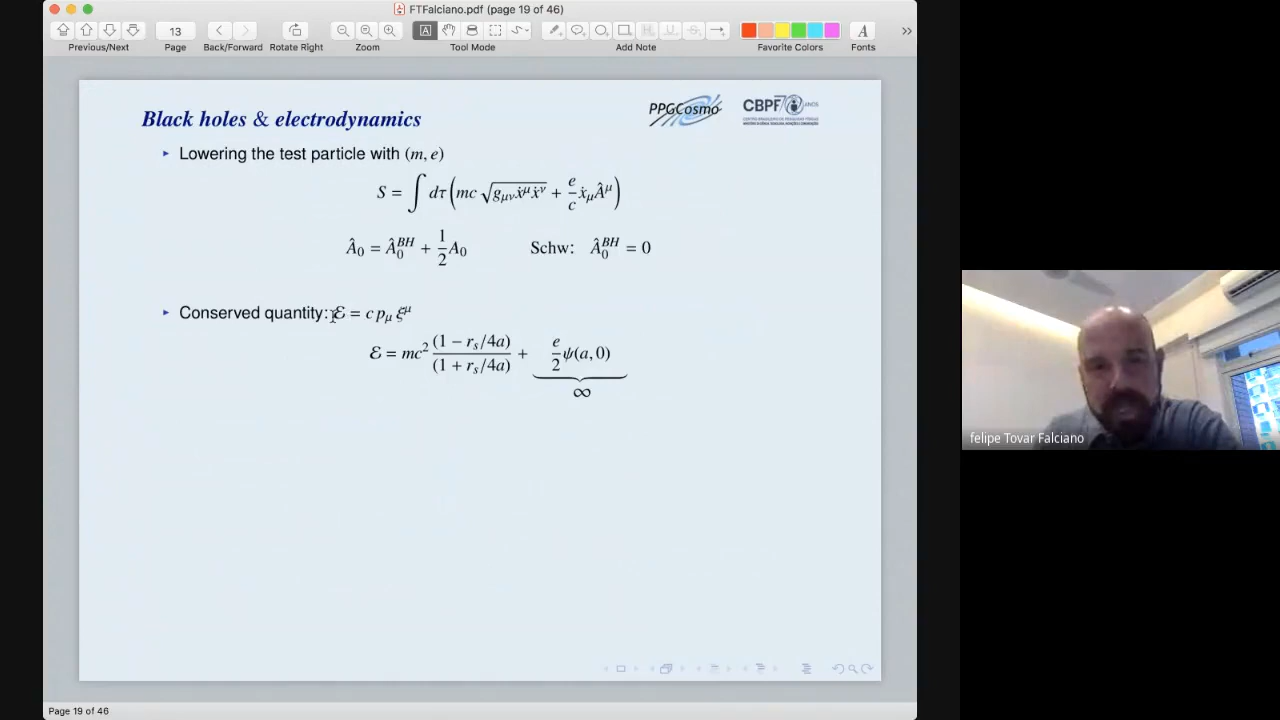 FTFalciano.pdf (page 19 of 46)
13
A
Previous/Next Page Back/Forward Rotate Right Zoom Tool Mode Add Note Favorite Colors Fonts
Black holes & electrodynamics
PPGCosmo CBPF
Lowering the test particle with (m, e)
S = ∫ dτ ( mc √(g_{μν} ẋ^μ ẋ^ν) + e/c ẋ_μ Â^μ )
Â_0 = Â_0^{BH} + 1/2 A_0 Schw: Â_0^{BH} = 0
Conserved quantity: ℰ = c p_μ ξ^μ
ℰ = mc² (1 − r_s/4a)/(1 + r_s/4a) + e/2 ψ(a, 0)
∞
felipe Tovar Falciano
Page 19 of 46